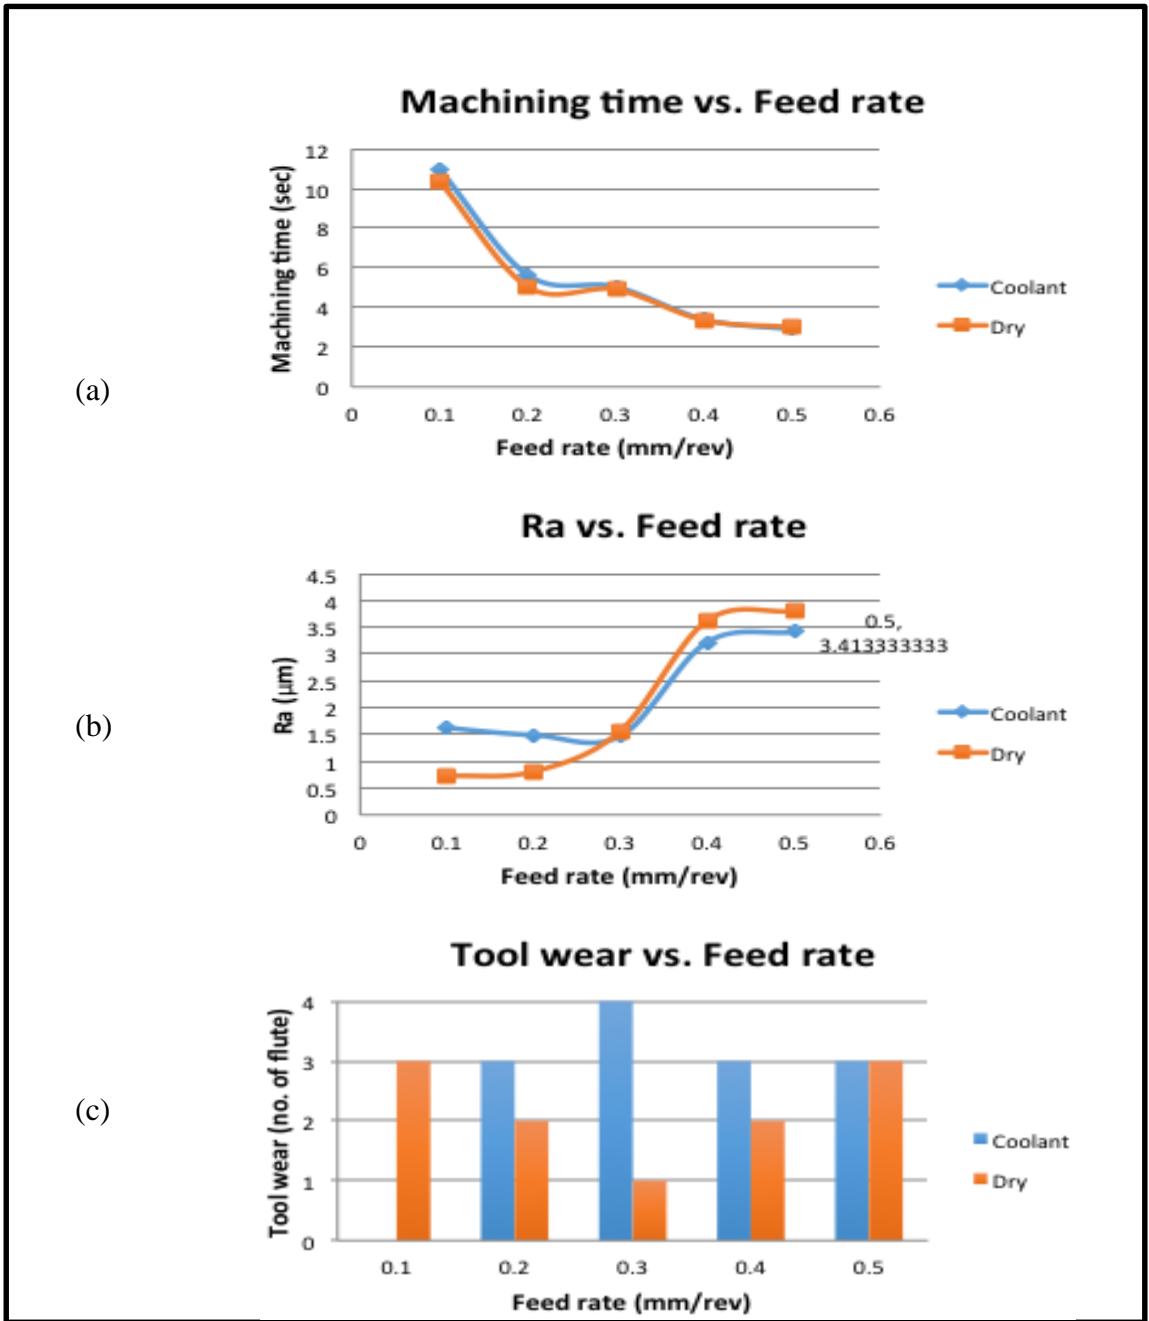 Machining time vs. Feed rate
Machining time (sec)
12
10
8
6
4
2
0
0 0.1 0.2 0.3 0.4 0.5 0.6
Feed rate (mm/rev)
Coolant
Dry
(a)
Ra vs. Feed rate
Ra (μm)
4.5
4
3.5
3
2.5
2
1.5
1
0.5
0
0 0.1 0.2 0.3 0.4 0.5 0.6
Feed rate (mm/rev)
0.5,
3.413333333
Coolant
Dry
(b)
Tool wear vs. Feed rate
Tool wear (no. of flute)
4
3
2
1
0
0.1 0.2 0.3 0.4 0.5
Feed rate (mm/rev)
Coolant
Dry
(c)